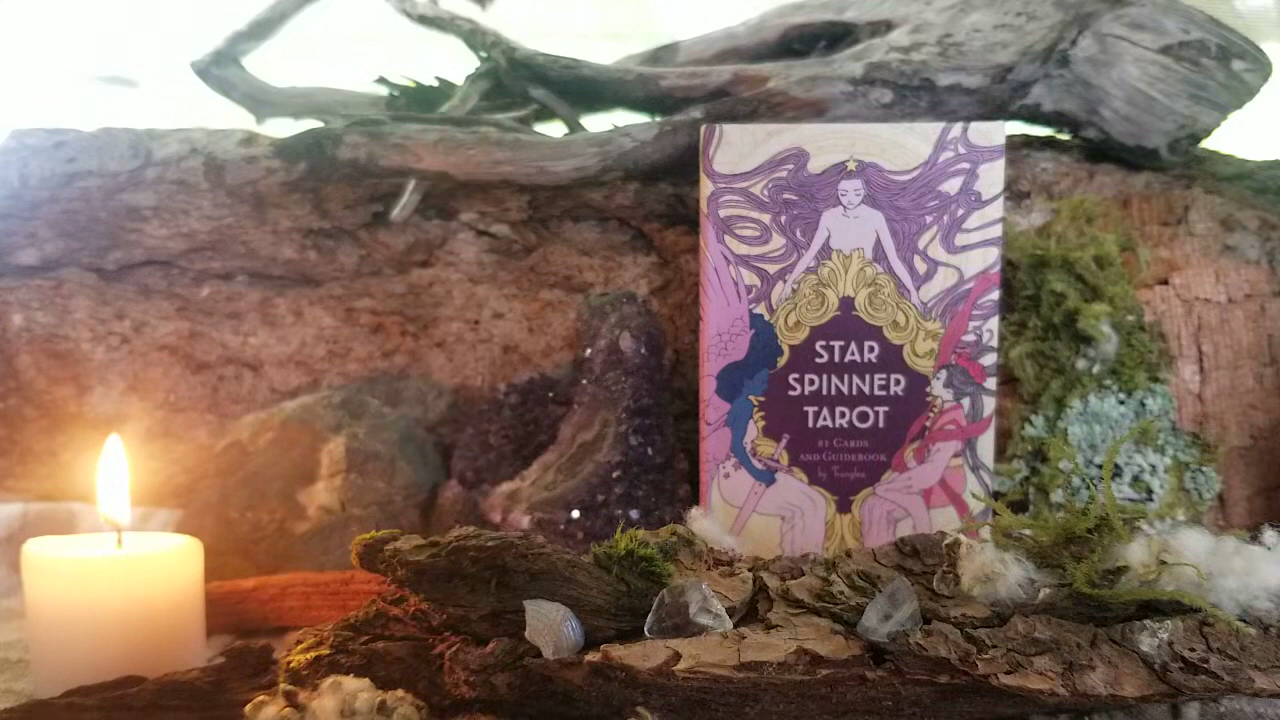 STAR
SPINNER
TAROT
81 CARDS
AND GUIDEBOOK
by Trungles